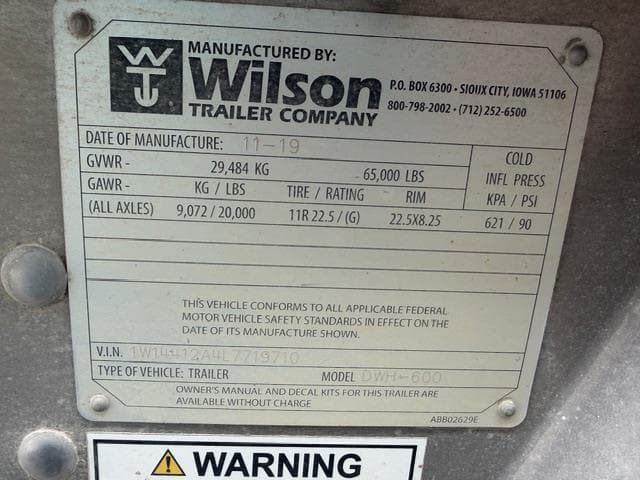 MANUFACTURED BY:
Wilson
TRAILER COMPANY
P.O. BOX 6300 • SIOUX CITY, IOWA 51106
800-798-2002 • (712) 252-6500
DATE OF MANUFACTURE: 11-19
GVWR - 29,484 KG - 65,000 LBS
COLD
INFL PRESS
KPA / PSI
GAWR - KG / LBS TIRE / RATING RIM
(ALL AXLES) 9,072 / 20,000 11R 22.5 / (G) 22.5X8.25 621 / 90
THIS VEHICLE CONFORMS TO ALL APPLICABLE FEDERAL
MOTOR VEHICLE SAFETY STANDARDS IN EFFECT ON THE
DATE OF ITS MANUFACTURE SHOWN.
V.I.N. 1W14412A4L7719710
TYPE OF VEHICLE: TRAILER MODEL DWH-600
OWNER'S MANUAL AND DECAL KITS FOR THIS TRAILER ARE
AVAILABLE WITHOUT CHARGE
ABB02629E
WARNING